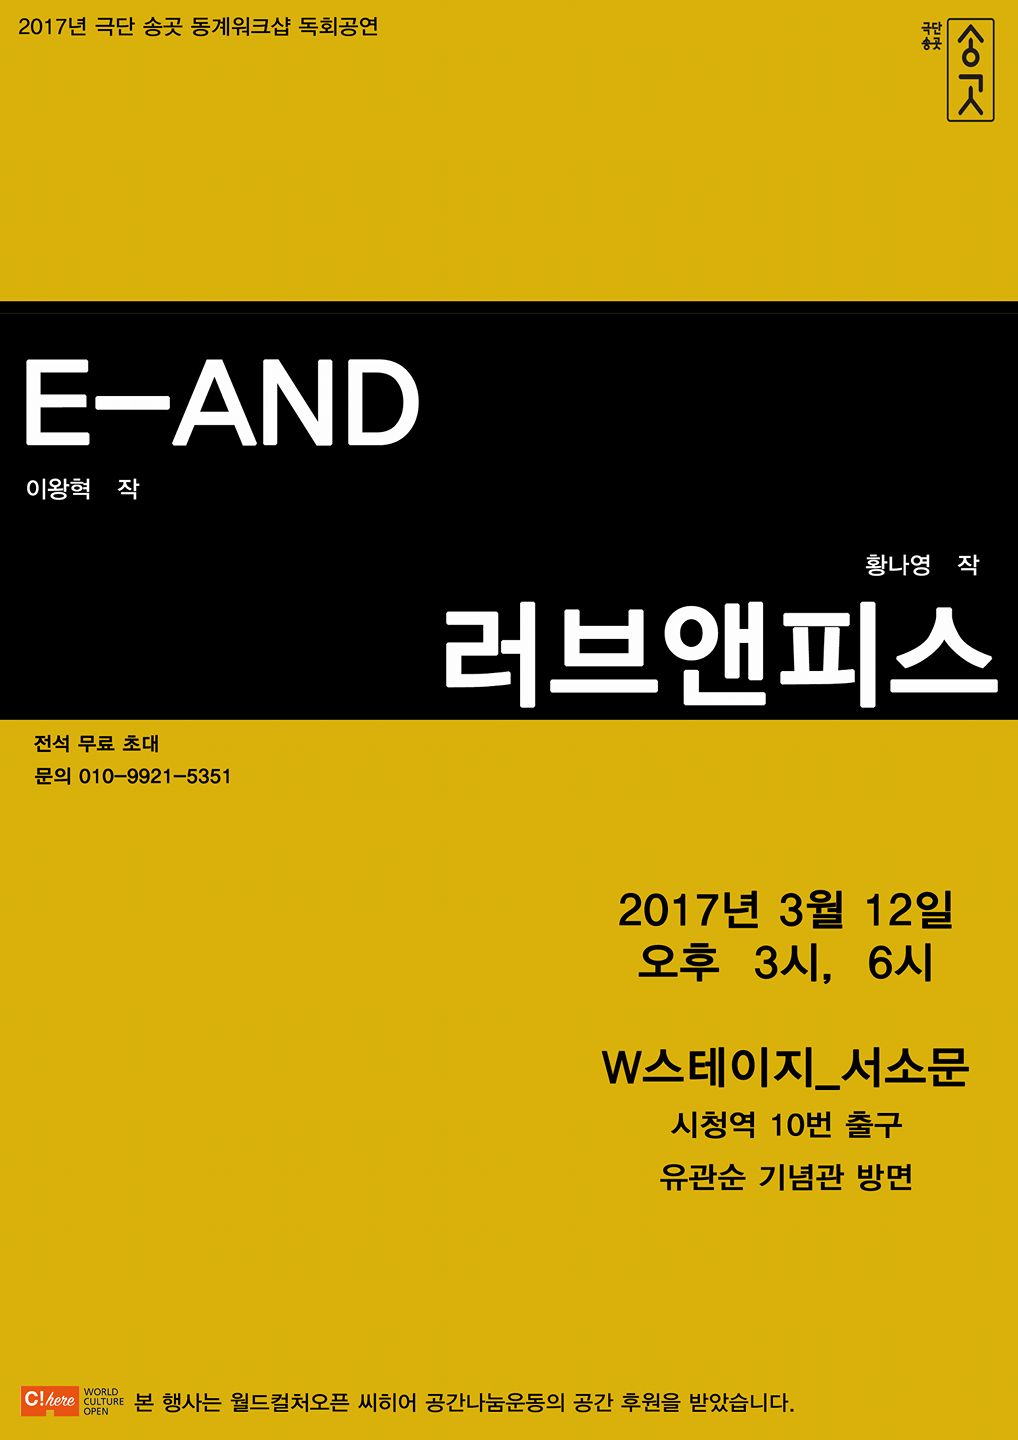 2017년 극단 송곳 동계워크샵 독회공연
극단
송곳
송곳
E-AND
이왕혁 작
황나영 작
러브앤피스
전석 무료 초대
문의 010-9921-5351
2017년 3월 12일
오후 3시, 6시
W스테이지_서소문
시청역 10번 출구
유관순 기념관 방면
C!here
WORLD
CULTURE
OPEN
본 행사는 월드컬처오픈 씨히어 공간나눔운동의 공간 후원을 받았습니다.